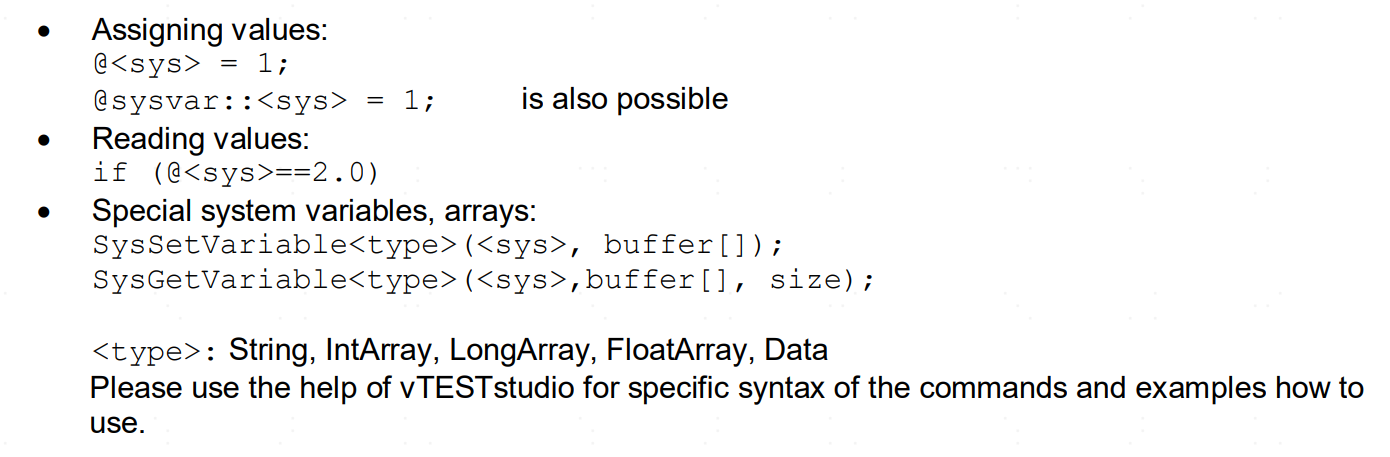 • Assigning values:
@<sys> = 1;
@sysvar::<sys> = 1; is also possible
• Reading values:
if (@<sys>==2.0)
• Special system variables, arrays:
SysSetVariable<type>(<sys>, buffer[]);
SysGetVariable<type>(<sys>,buffer[], size);
<type>: String, IntArray, LongArray, FloatArray, Data
Please use the help of vTESTstudio for specific syntax of the commands and examples how to
use.